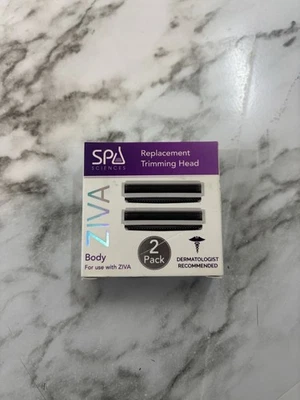 SPA
SCIENCES
Replacement
Trimming Head
ZIVA
Body
For use with ZIVA
2
Pack
DERMATOLOGIST
RECOMMENDED